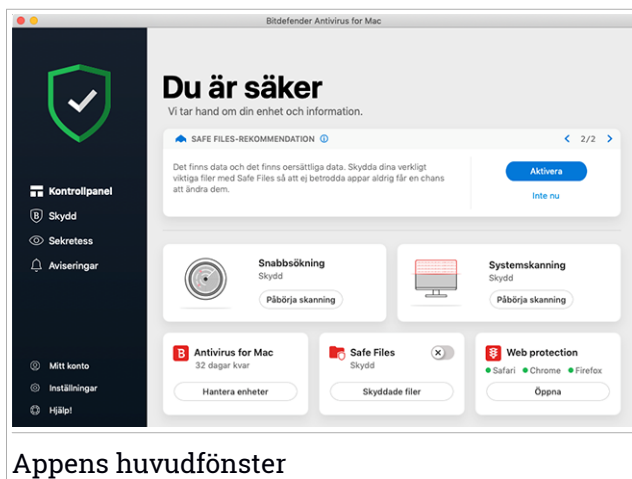 Bitdefender Antivirus for Mac
Du är säker
Vi tar hand om din enhet och information.
SAFE FILES-REKOMMENDATION
2/2
Det finns data och det finns oersättliga data. Skydda dina verkligt
viktiga filer med Safe Files så att ej betrodda appar aldrig får en chans
att ändra dem.
Aktivera
Inte nu
Kontrollpanel
Skydd
Sekretess
Aviseringar
Snabbsökning
Skydd
Påbörja skanning
Systemskanning
Skydd
Påbörja skanning
B Antivirus for Mac
32 dagar kvar
Hantera enheter
Safe Files
Skydd
Skyddade filer
Web protection
Safari Chrome Firefox
Öppna
Mitt konto
Inställningar
Hjälp!
Appens huvudfönster